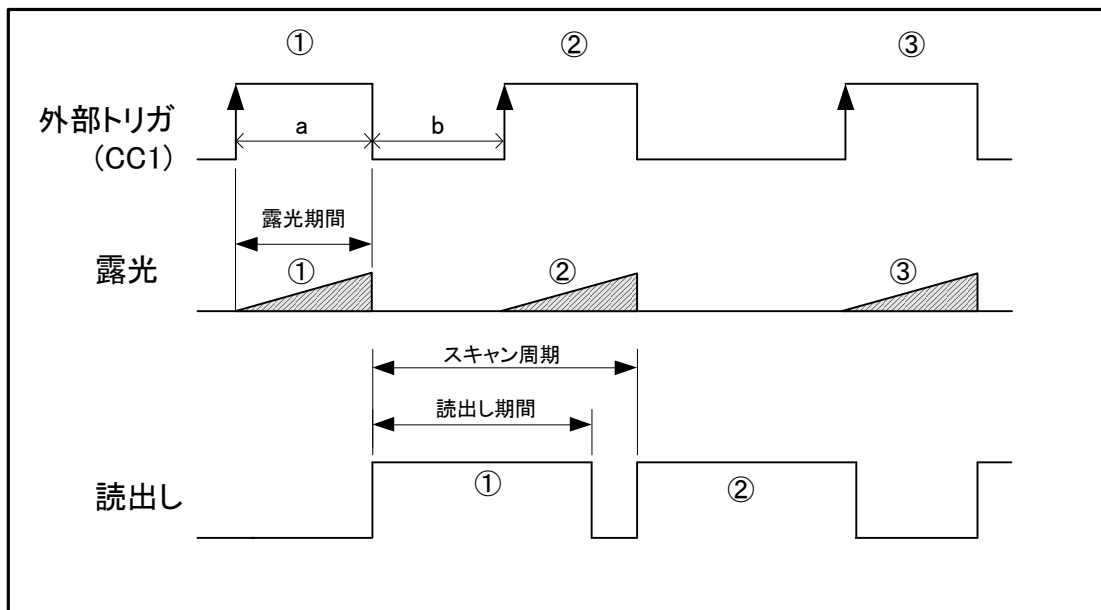 ① ② ③
外部トリガ
(CC1)
a b
露光期間
露光
① ② ③
スキャン周期
読出し期間
読出し
① ②